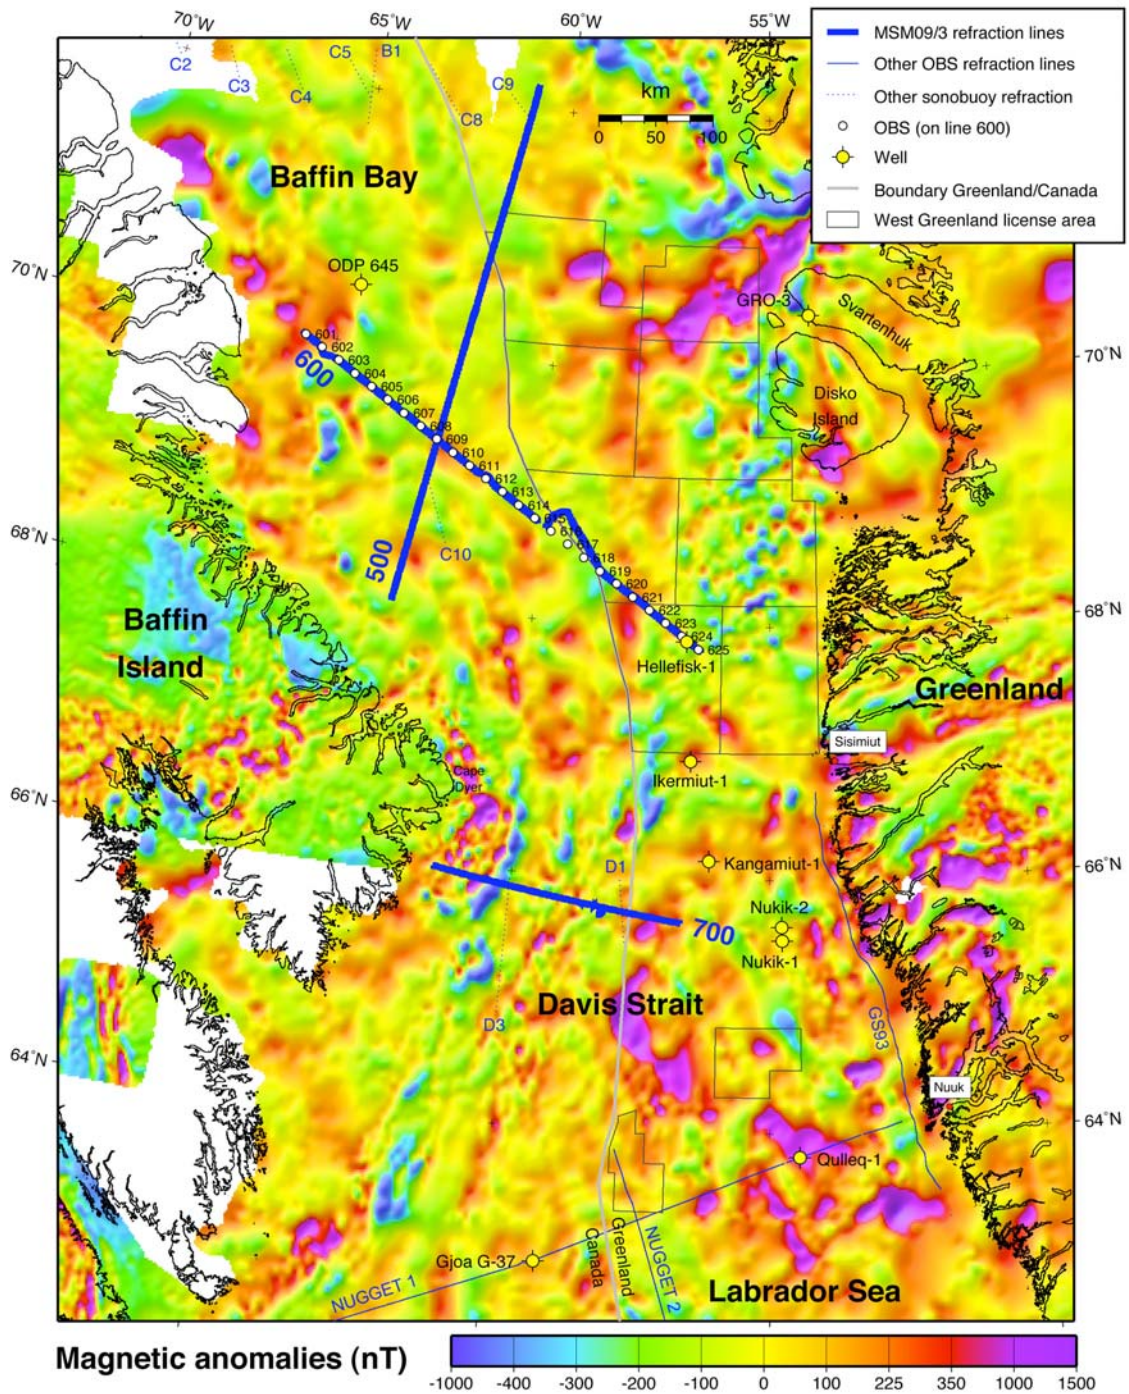 70°W
65°W
60°W
55°W
MSM09/3 refraction lines
Other OBS refraction lines
Other sonobuoy refraction
OBS (on line 600)
Well
Boundary Greenland/Canada
West Greenland license area
C2
C3
C4
C5
B1
C8
C9
km
0
50
100
Baffin Bay
70°N
ODP 645
GRO-3
Svartenhuk
70°N
601
602
603
604
605
606
607
608
609
610
611
612
613
614
615
616
617
618
619
620
621
622
623
624
625
600
Disko
Island
68°N
C10
500
68°N
Baffin
Island
Hellefisk-1
Greenland
Sisimiut
Cape
Dyer
Ikermiut-1
66°N
D1
Kangamiut-1
66°N
Nukik-2
700
Nukik-1
Davis Strait
D3
GS93
64°N
Nuuk
64°N
Qulleq-1
Gjoa G-37
Canada
Greenland
NUGGET 1
NUGGET 2
Labrador Sea
Magnetic anomalies (nT)
-1000 -400 -300 -200 -100 0 100 225 350 1000 1500